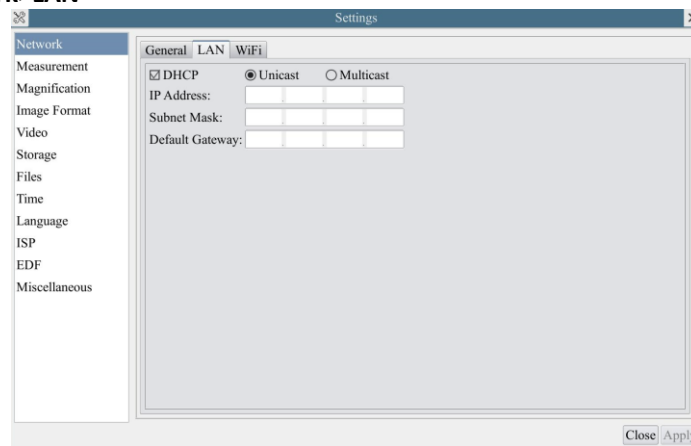 Settings
Network
Measurement
Magnification
Image Format
Video
Storage
Files
Time
Language
ISP
EDF
Miscellaneous
General LAN WiFi
DHCP Unicast Multicast
IP Address:
Subnet Mask:
Default Gateway:
Close Apply